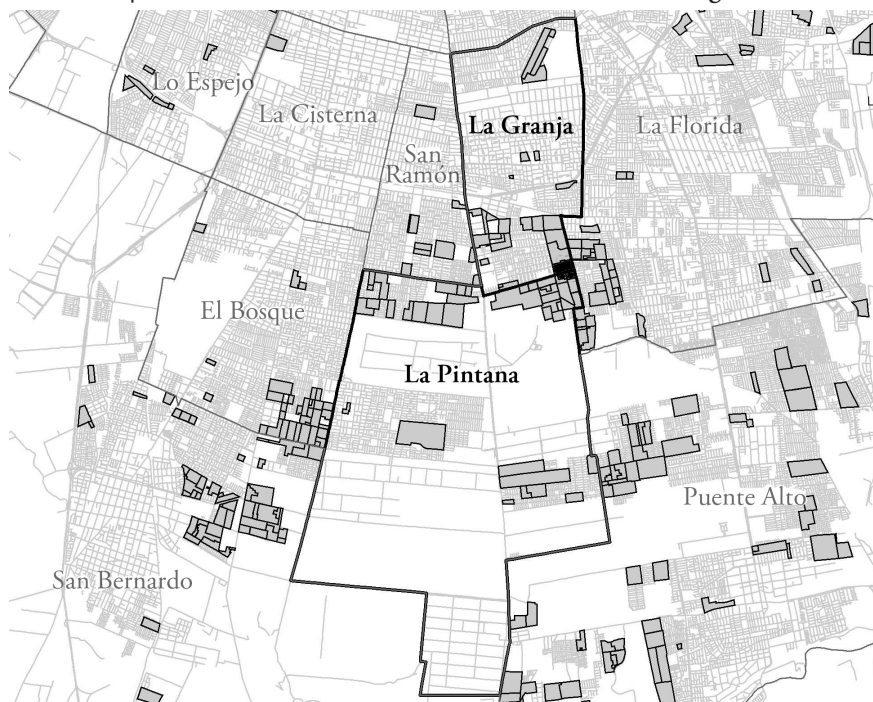 Lo Espejo
La Cisterna
La Granja
La Florida
San
Ramón
El Bosque
La Pintana
Puente Alto
San Bernardo